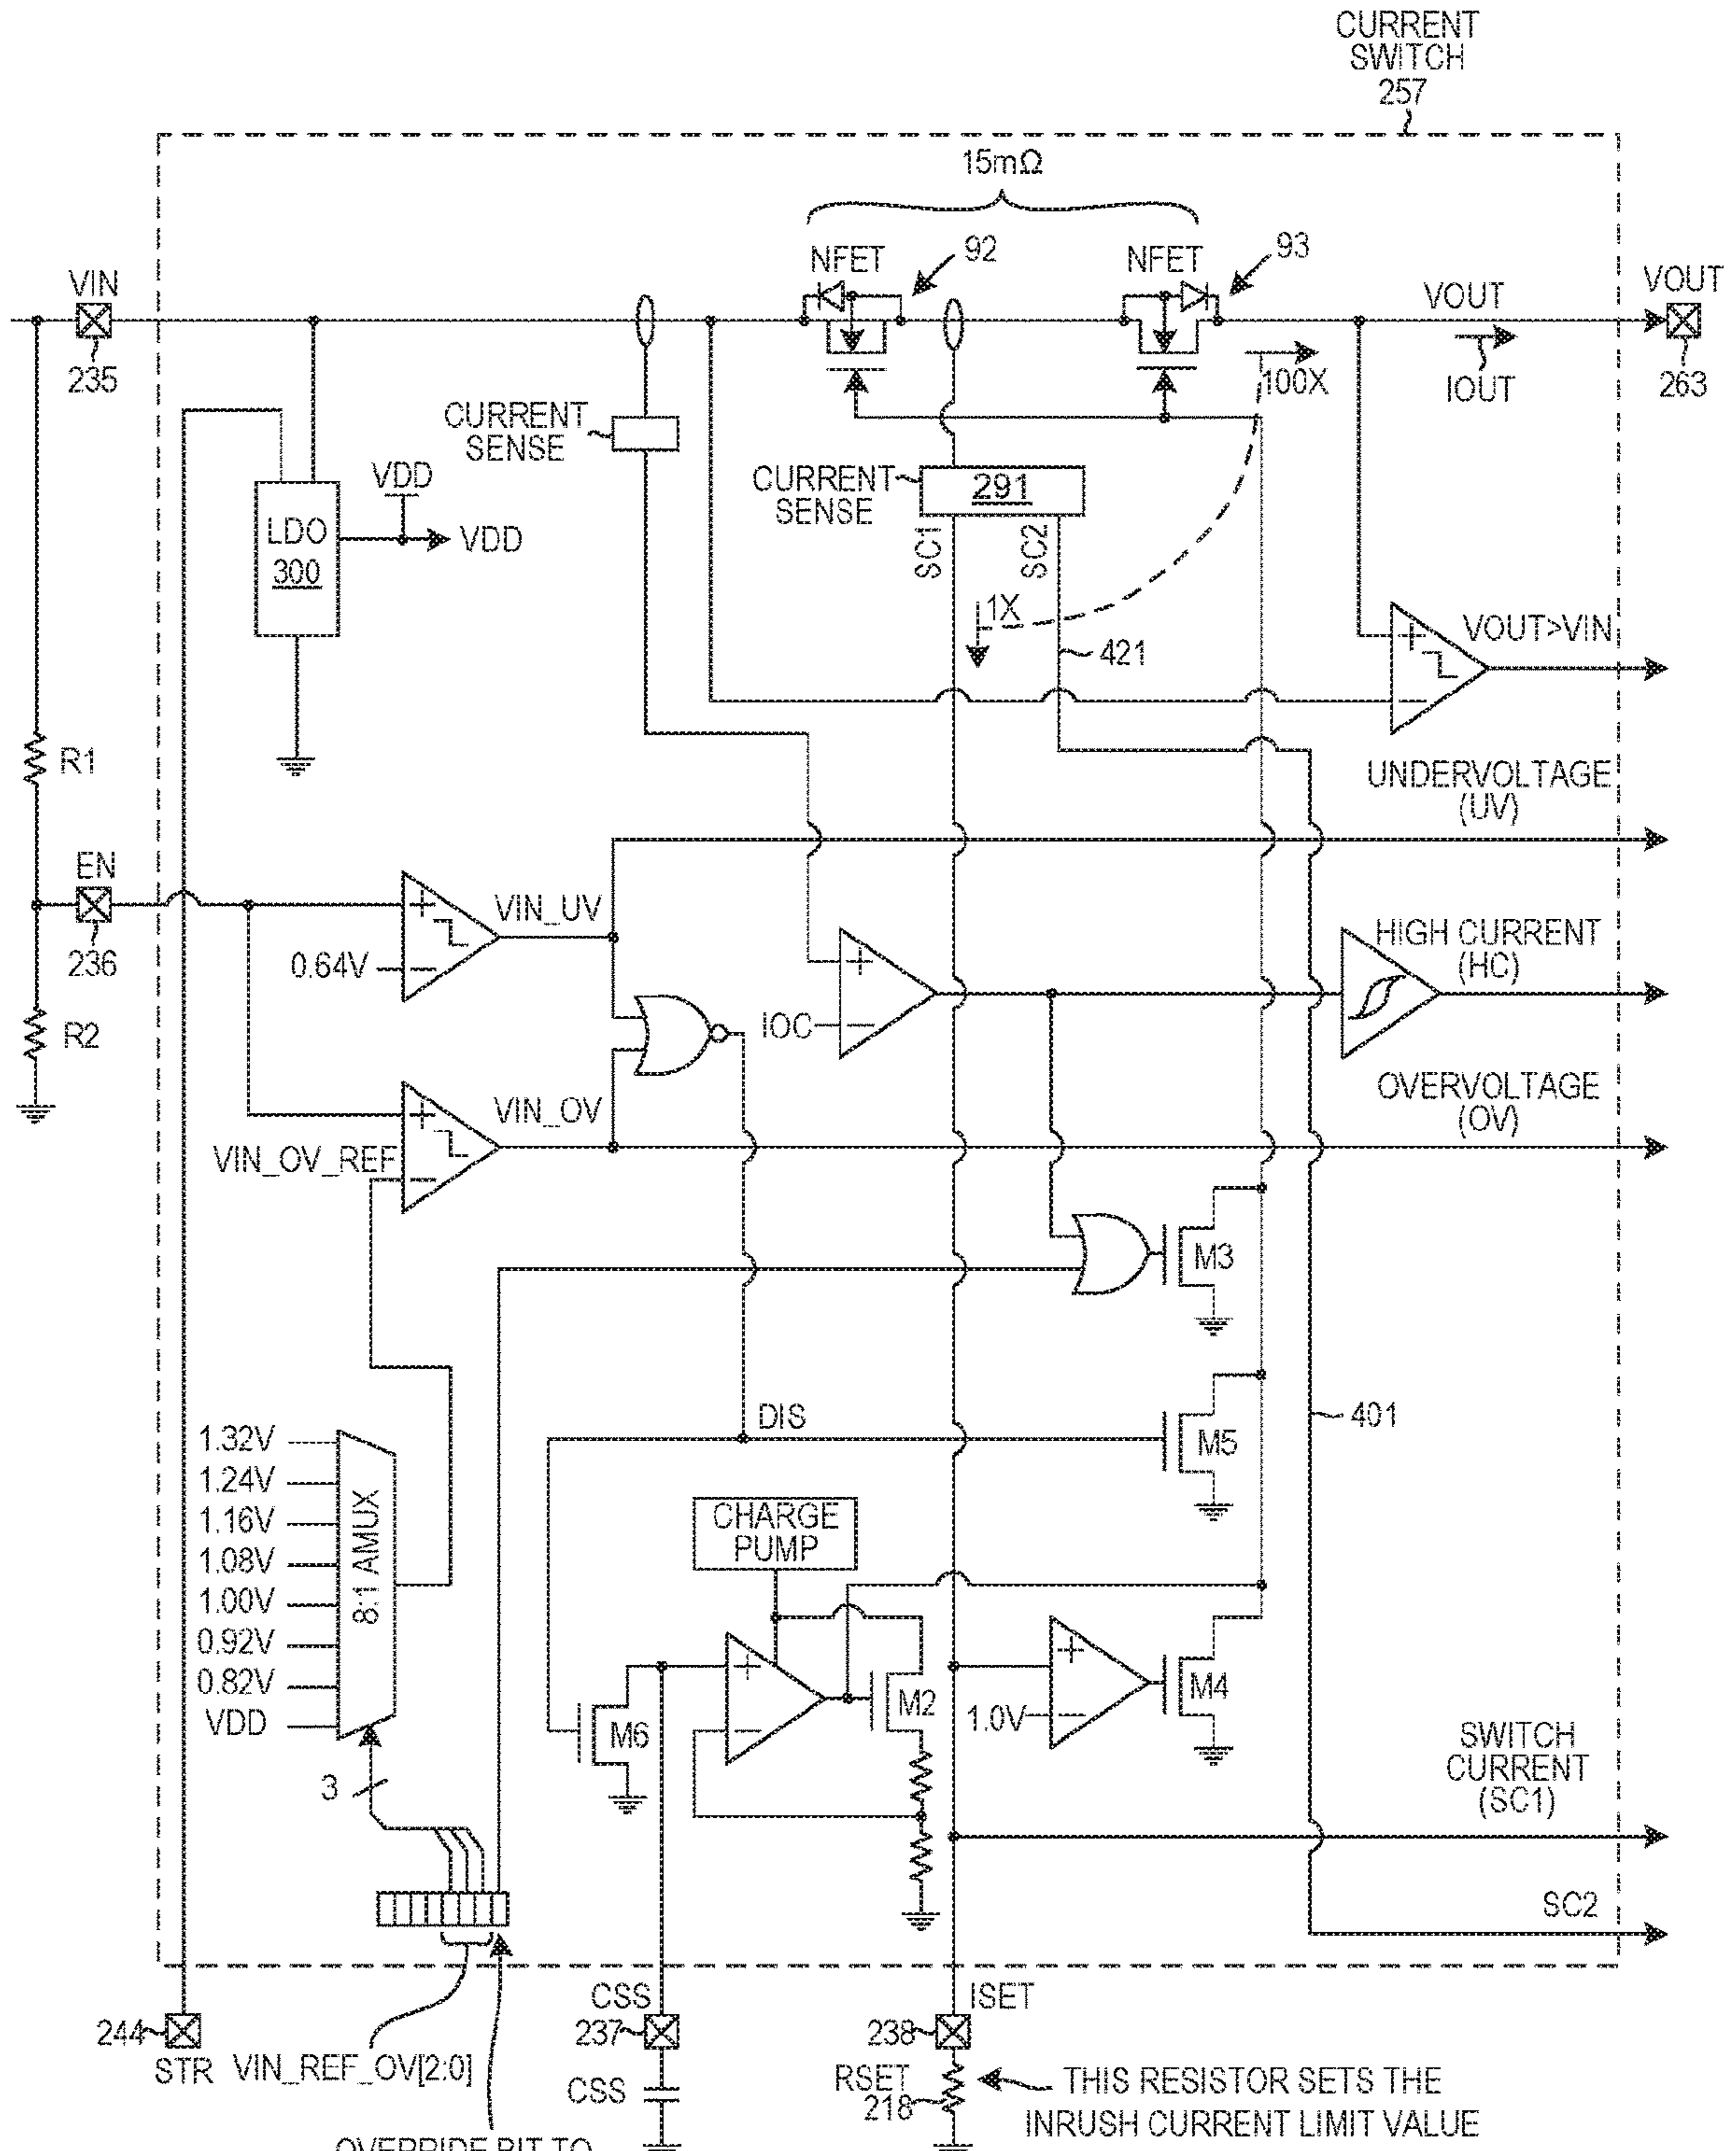 CURRENT
SWITCH
257
15mΩ
NFET
92
NFET
93
VIN
235
VOUT
IOUT
VOUT
263
100X
CURRENT
SENSE
CURRENT
SENSE
291
SC1
SC2
VDD
VDD
LDO
300
1X
421
VOUT>VIN
+
−
R1
UNDERVOLTAGE
(UV)
EN
236
+
−
0.64V
VIN_UV
R2
IOC
+
−
HIGH CURRENT
(HC)
OVERVOLTAGE
(OV)
+
−
VIN_OV
VIN_OV_REF
M3
DIS
M5
401
1.32V
1.24V
1.16V
1.08V
1.00V
0.92V
0.82V
VDD
8:1 AMUX
CHARGE
PUMP
M6
+
−
M2
+
−
1.0V
M4
3
SWITCH
CURRENT
(SC1)
SC2
244
STR
VIN_REF_OV[2:0]
CSS
237
CSS
ISET
238
RSET
218
THIS RESISTOR SETS THE
INRUSH CURRENT LIMIT VALUE
OVERRIDE BIT TO